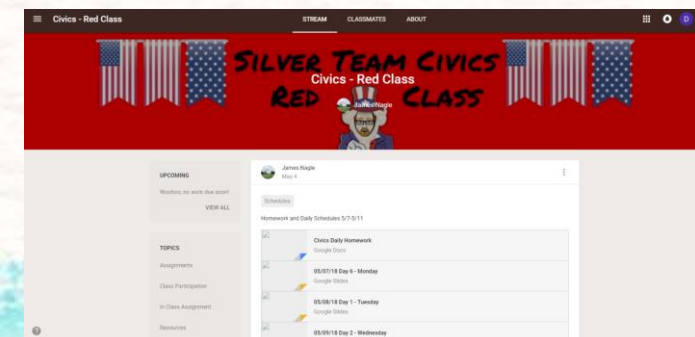 Civics - Red Class
STREAM CLASSMATES ABOUT
D
SILVER TEAM CIVICS
RED CLASS
Civics - Red Class
James Nagle
UPCOMING
Woohoo, no work due soon!
VIEW ALL
TOPICS
Assignments
Class Participation
In Class Assignment
Resources
James Nagle
May 4
Schedules
Homework and Daily Schedules 5/7-5/11
Civics Daily Homework
Google Docs
05/07/18 Day 6 - Monday
Google Slides
05/08/18 Day 1 - Tuesday
Google Slides
05/09/18 Day 2 - Wednesday